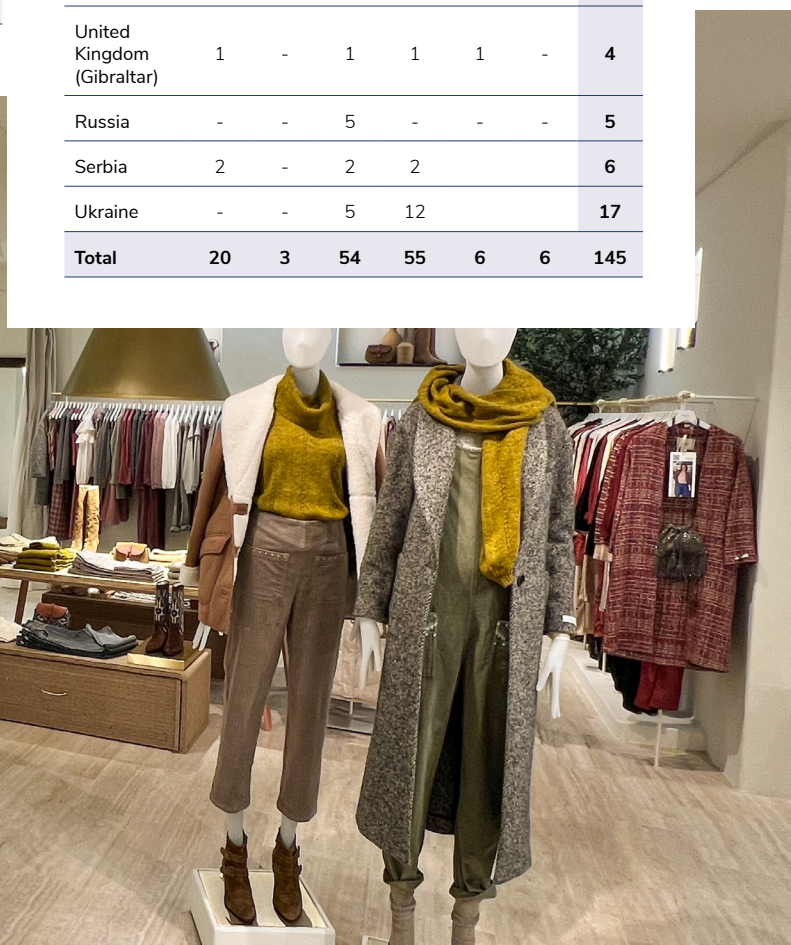 United
Kingdom
(Gibraltar) 1 - 1 1 1 - 4
Russia - - 5 - - - 5
Serbia 2 - 2 2 6
Ukraine - - 5 12 17
Total 20 3 54 55 6 6 145